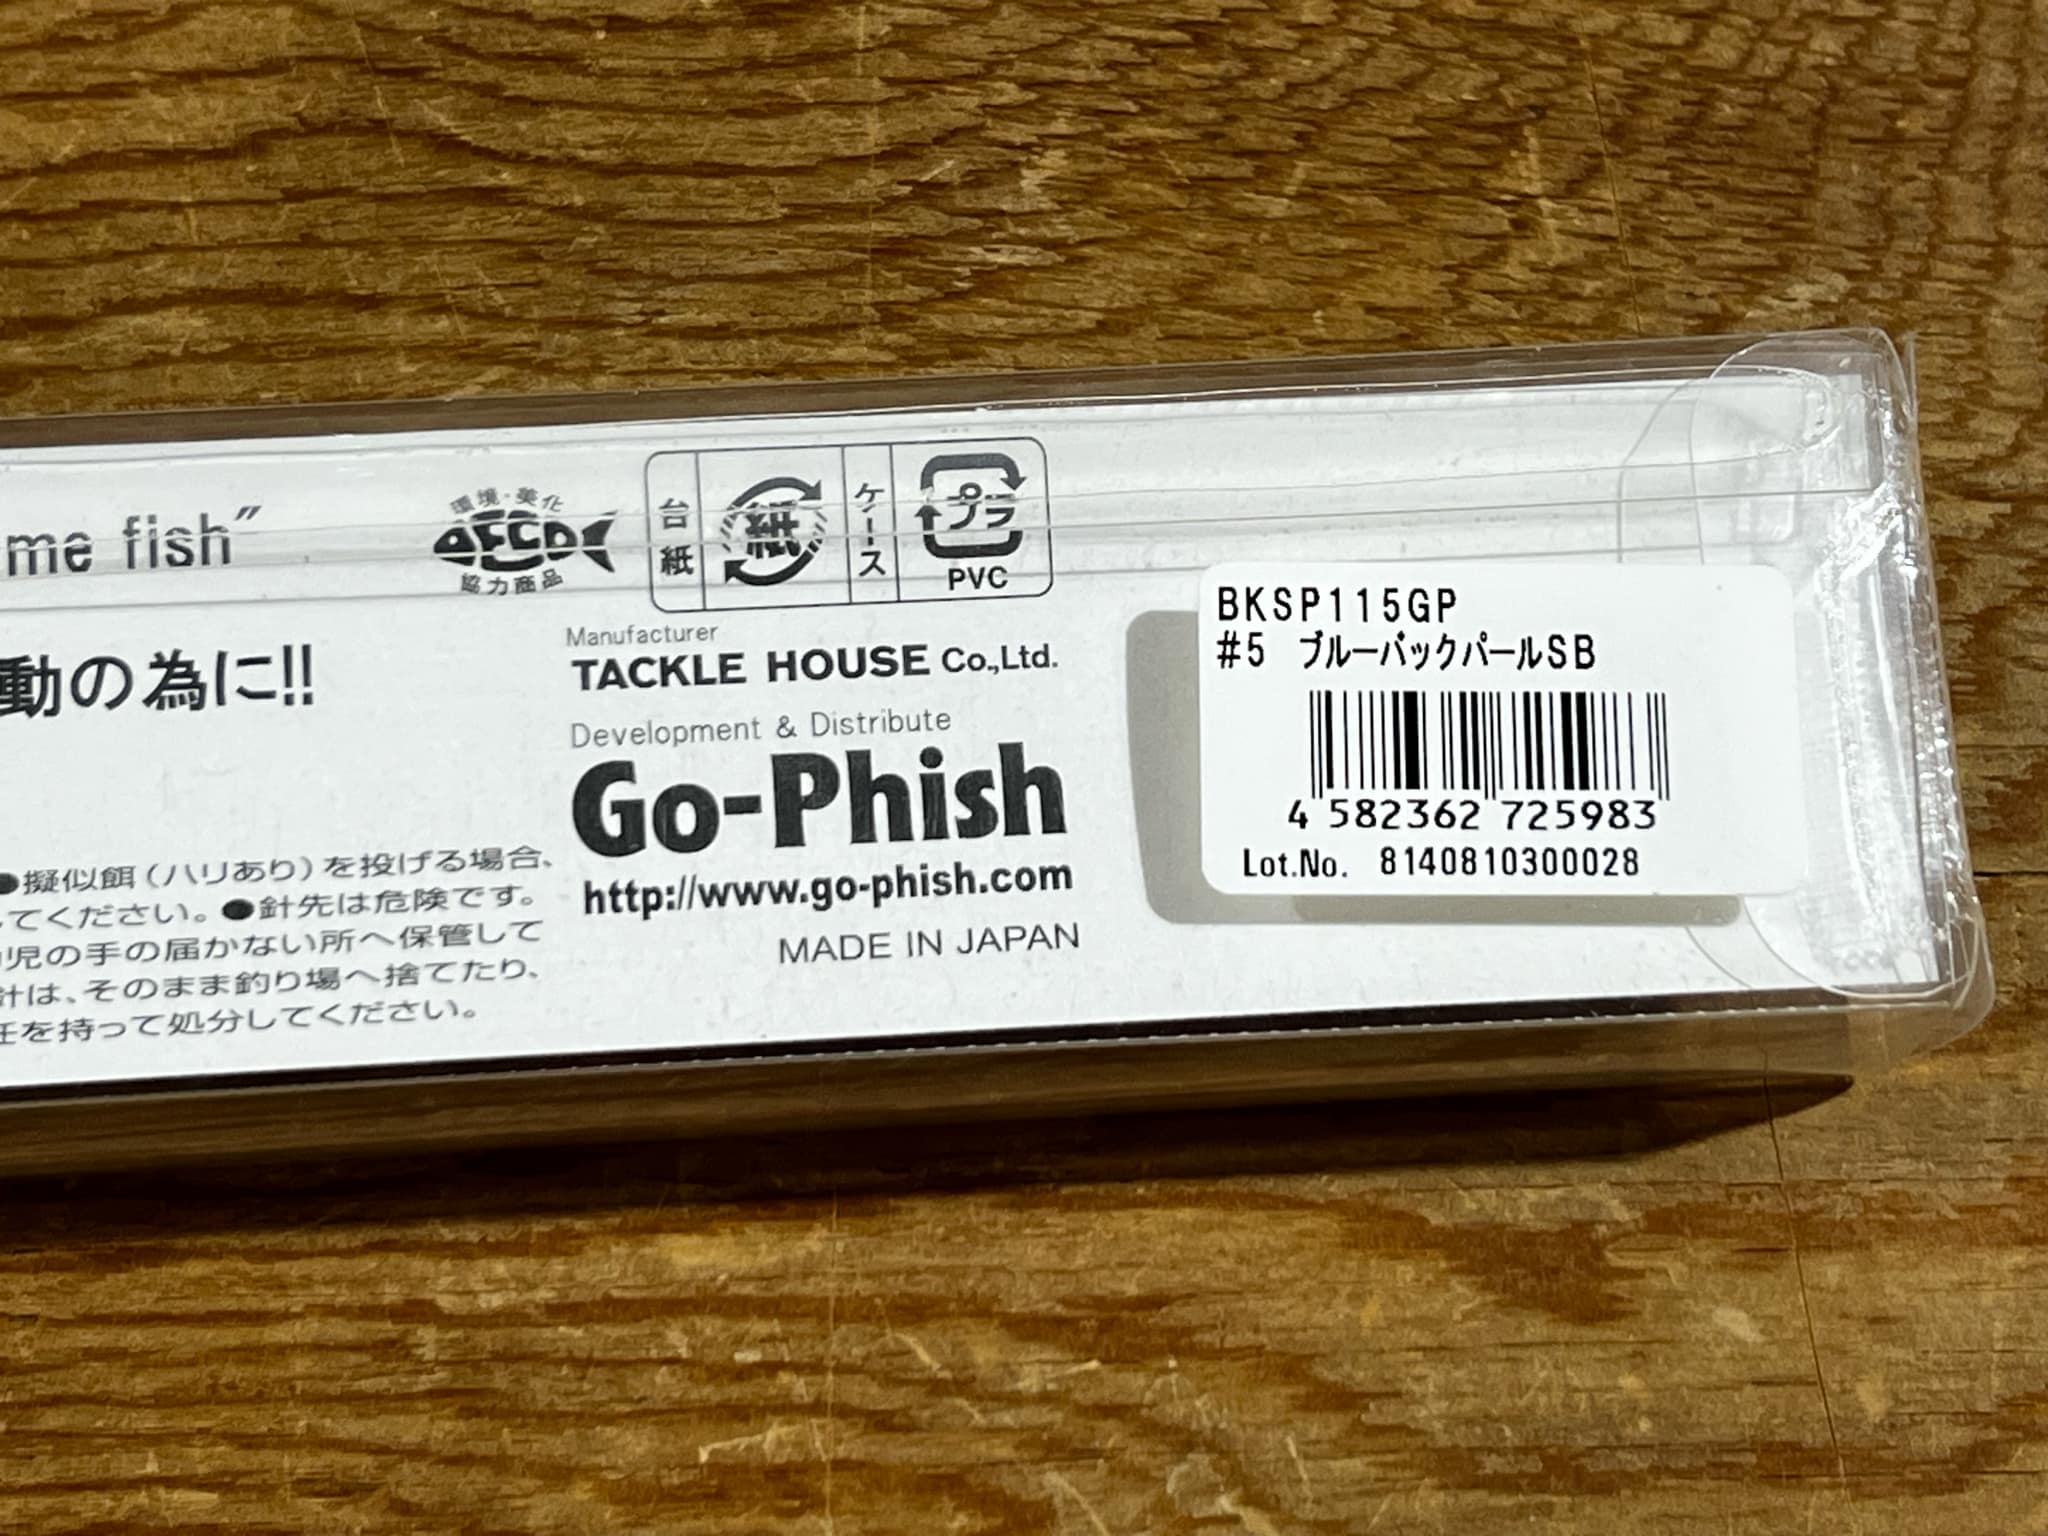 me fish"
環境・美化
AECO
協力商品
台紙
紙
ケース
プラ
PVC
動の為に!!
Manufacturer
TACKLE HOUSE Co.,Ltd.
Development & Distribute
Go-Phish
http://www.go-phish.com
MADE IN JAPAN
●擬似餌(ハリあり)を投げる場合、
てください。●針先は危険です。
児の手の届かない所へ保管して
針は、そのまま釣り場へ捨てたり、
任を持って処分してください。
BKSP115GP
#5 ブルーバックパールSB
4 582362 725983
Lot.No. 8140810300028